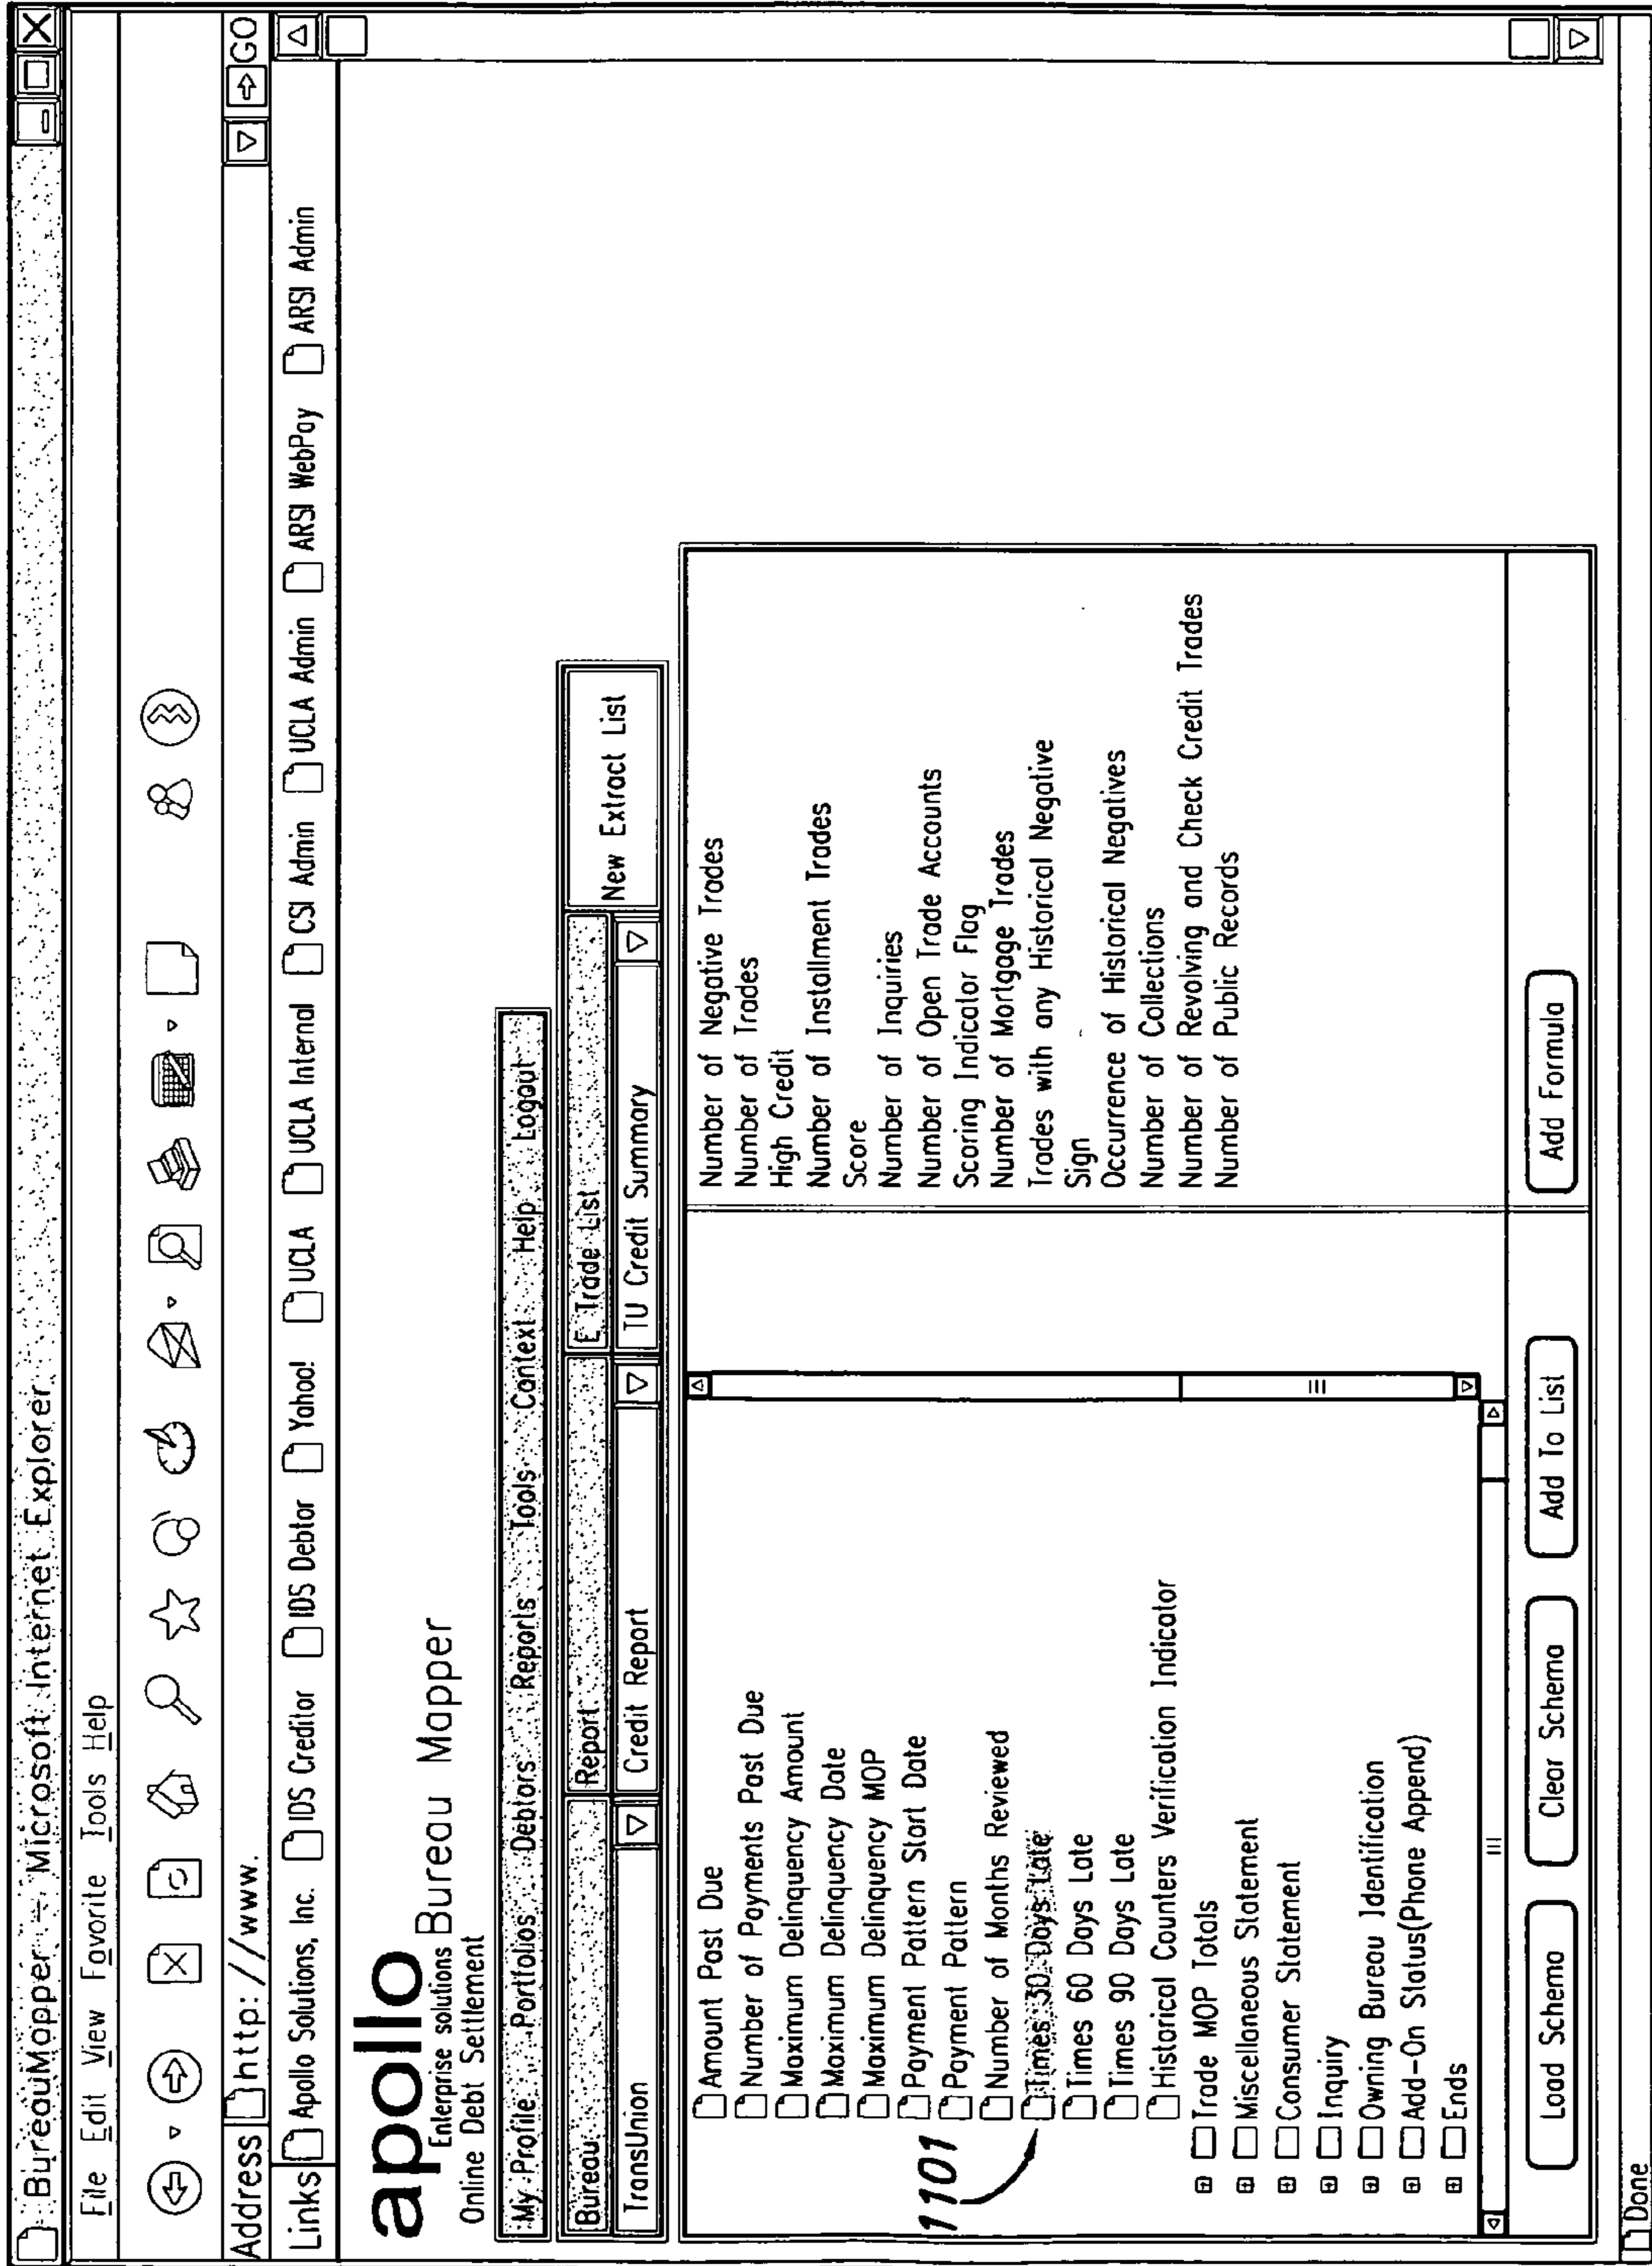 BureauMapper - Microsoft Internet Explorer
File Edit View Favorite Tools Help
Address http://www. GO
Links Apollo Solutions, Inc. IDS Creditor IDS Debtor Yahoo! UCLA UCLA Internal CSI Admin UCLA Admin ARSI WebPay ARSI Admin
apollo
Enterprise solutions
Bureau Mapper
Online Debt Settlement
My Profile Portfolios Debtors Reports Tools Context Help Logout
Bureau Report E_Trade List
TransUnion Credit Report TU Credit Summary New Extract List
Amount Past Due
Number of Payments Past Due
Maximum Delinquency Amount
Maximum Delinquency Date
Maximum Delinquency MOP
Payment Pattern Start Date
Payment Pattern
Number of Months Reviewed
1101
Times 30 Days Late
Times 60 Days Late
Times 90 Days Late
Historical Counters Verification Indicator
Trade MOP Totals
Miscellaneous Statement
Consumer Statement
Inquiry
Owning Bureau Identification
Add-On Status(Phone Append)
Ends
Number of Negative Trades
Number of Trades
High Credit
Number of Installment Trades
Score
Number of Inquiries
Number of Open Trade Accounts
Scoring Indicator Flag
Number of Mortgage Trades
Trades with any Historical Negative
Sign
Occurrence of Historical Negatives
Number of Collections
Number of Revolving and Check Credit Trades
Number of Public Records
Load Schema Clear Schema Add To List Add Formula
Done